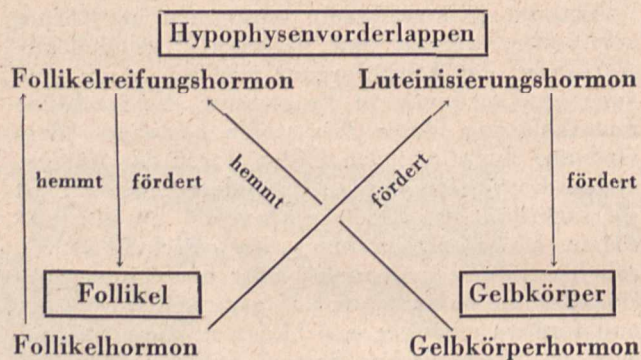 Hypophysenvorderlappen
Follikelreifungshormon Luteinisierungshormon
hemmt fördert hemmt fördert fördert
Follikel Gelbkörper
Follikelhormon Gelbkörperhormon